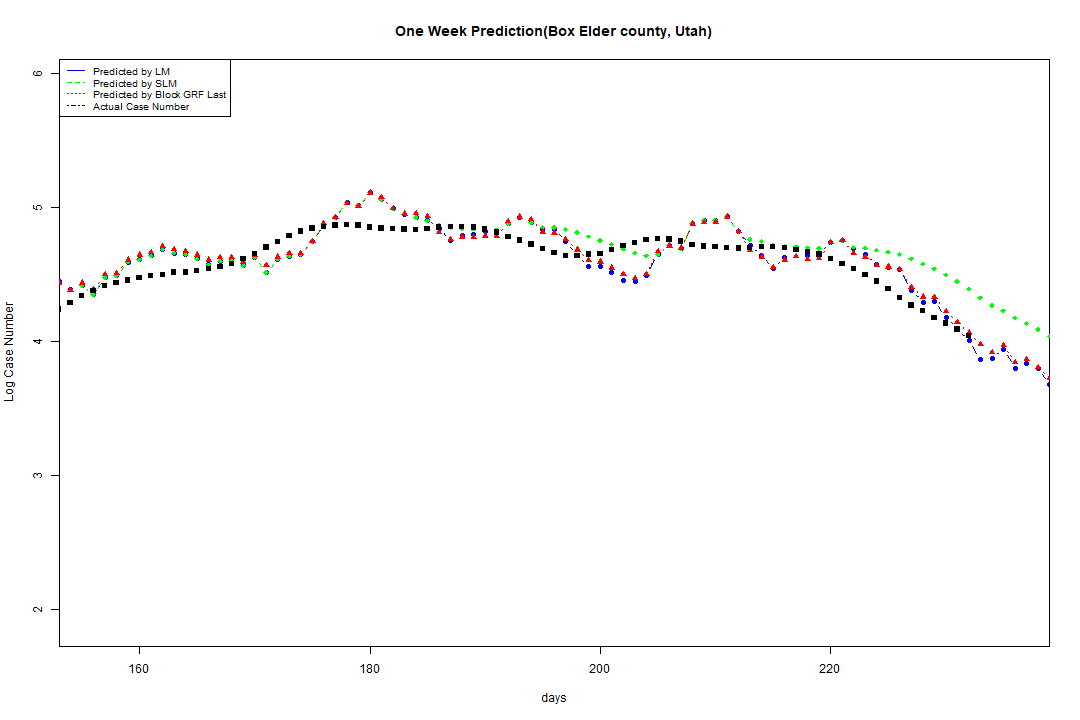 One Week Prediction(Box Elder county, Utah)
Predicted by LM
Predicted by SLM
Predicted by Block GRF Last
Actual Case Number
6
5
4
3
2
Log Case Number
160 180 200 220
days